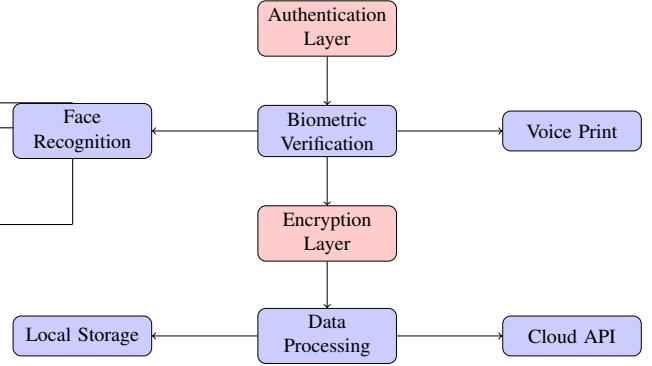 Authentication
Layer
Face
Recognition
Biometric
Verification
Voice Print
Encryption
Layer
Local Storage
Data
Processing
Cloud API